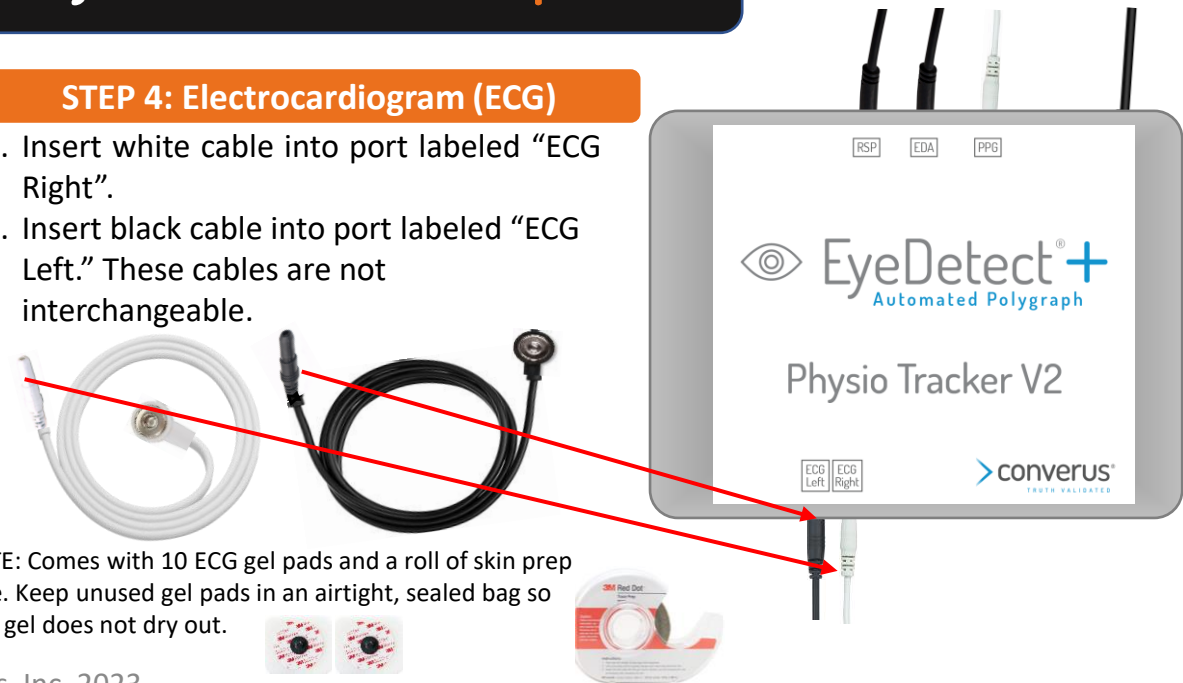 STEP 4: Electrocardiogram (ECG)
. Insert white cable into port labeled “ECG
Right”.
. Insert black cable into port labeled “ECG
Left.” These cables are not
interchangeable.
RSP EDA PPG
EyeDetect®+
Automated Polygraph
Physio Tracker V2
ECG ECG
Left Right
converus®
TRUTH VALIDATED
TE: Comes with 10 ECG gel pads and a roll of skin prep
e. Keep unused gel pads in an airtight, sealed bag so
gel does not dry out.
3M Red Dot
Inc. 2023